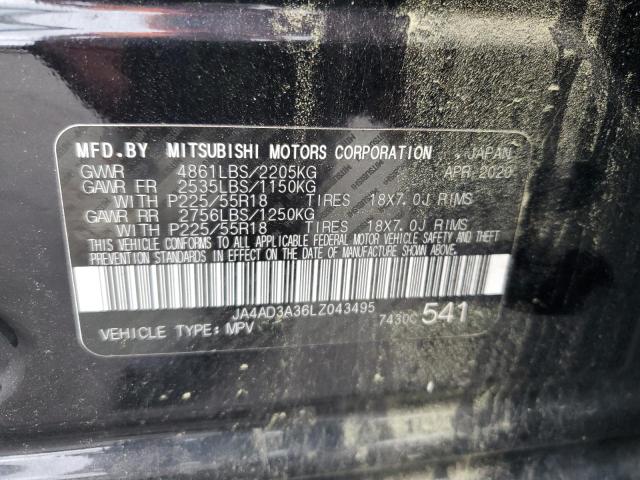 MFD.BY MITSUBISHI MOTORS CORPORATION JAPAN
GVWR 4861LBS/2205KG APR.2020
GAWR FR 2535LBS/1150KG
WITH P225/55R18 TIRES 18X7.0J RIMS
GAWR RR 2756LBS/1250KG
WITH P225/55R18 TIRES 18X7.0J RIMS
THIS VEHICLE CONFORMS TO ALL APPLICABLE FEDERAL MOTOR VEHICLE SAFETY AND THEFT
PREVENTION STANDARDS IN EFFECT ON THE DATE OF MANUFACTURE SHOWN ABOVE.
JA4AD3A36LZ043495
VEHICLE TYPE: MPV 7430C 541